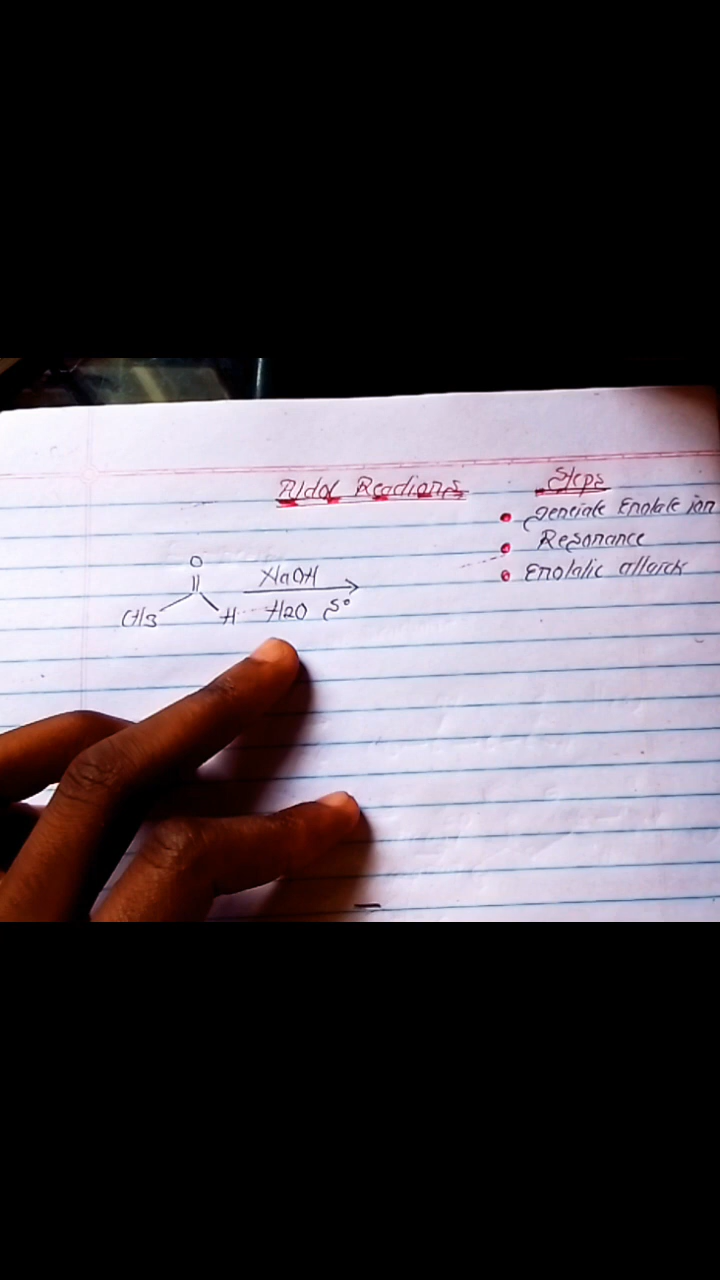 Aldol Reactions
Steps
• generate Enolate ion
• Resonance
• Enolatic attack
O
CH3
H
NaOH
H2O 5°